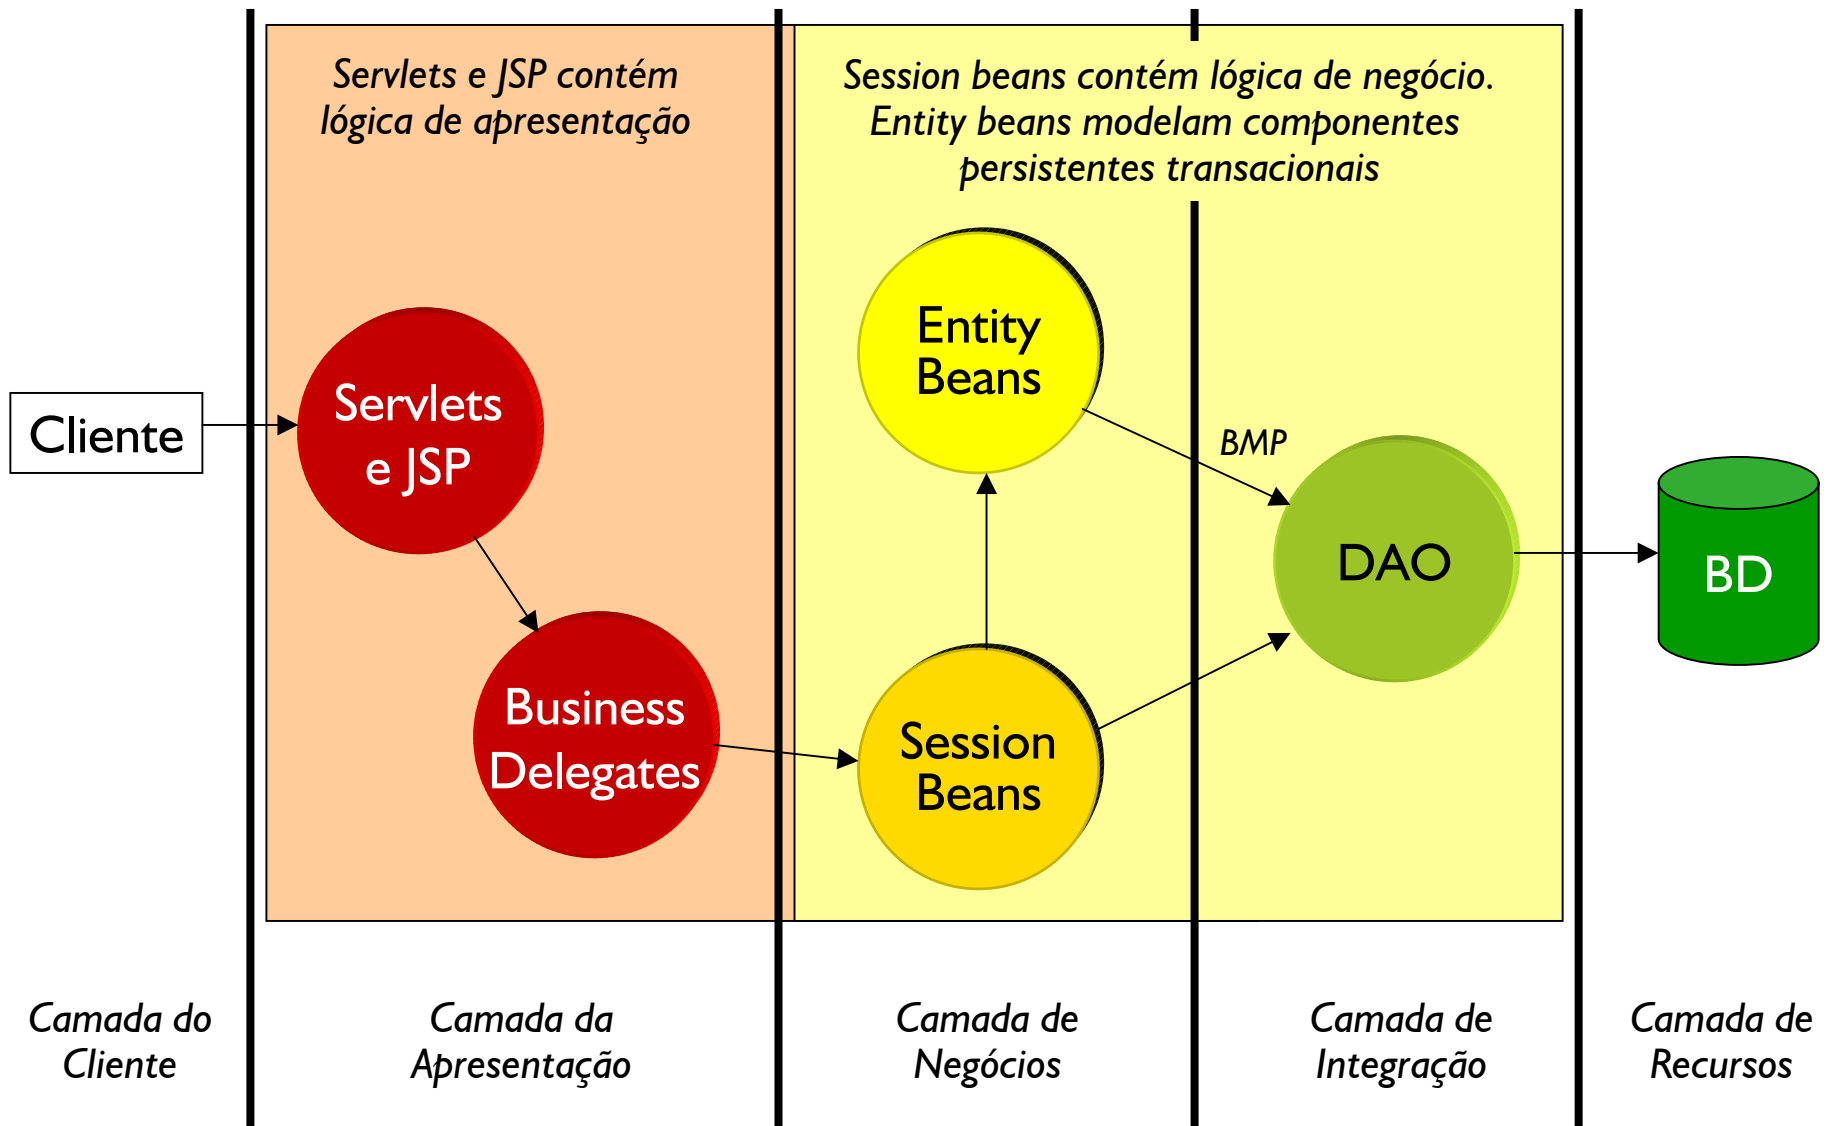 Servlets e JSP contém
lógica de apresentação
Session beans contém lógica de negócio.
Entity beans modelam componentes
persistentes transacionais
Cliente
Servlets
e JSP
Business
Delegates
Entity
Beans
Session
Beans
BMP
DAO
BD
Camada do
Cliente
Camada da
Apresentação
Camada de
Negócios
Camada de
Integração
Camada de
Recursos